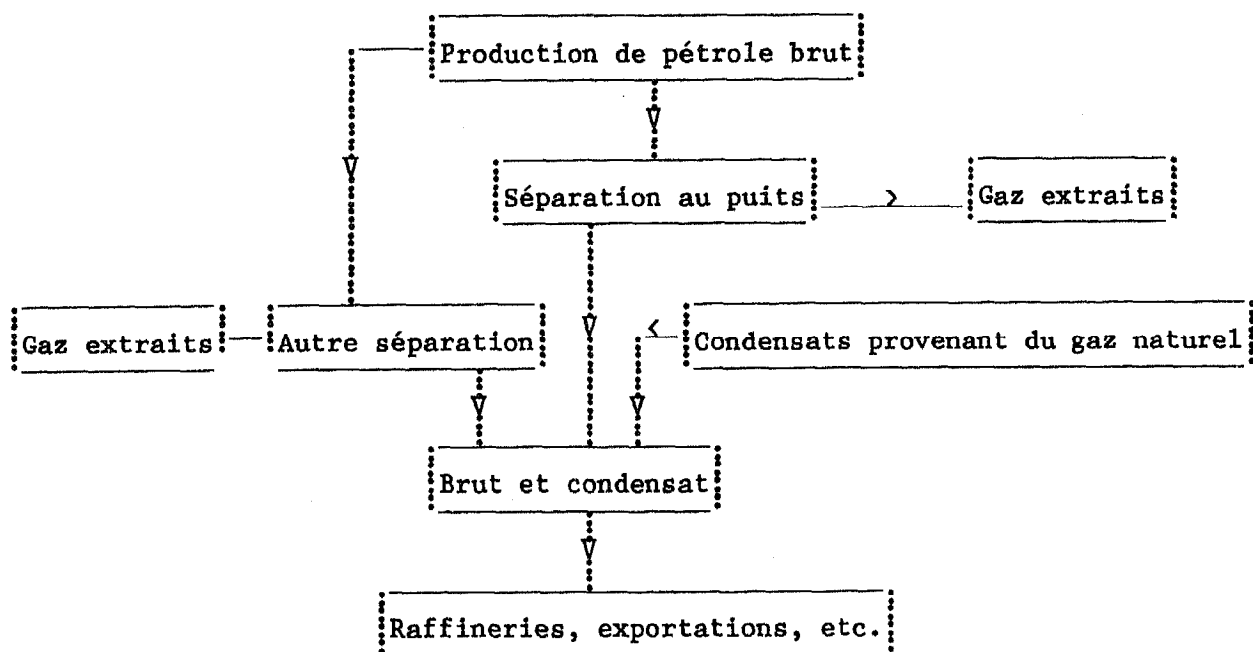 Production de pétrole brut
Séparation au puits
Gaz extraits
Gaz extraits
Autre séparation
Condensats provenant du gaz naturel
Brut et condensat
Raffineries, exportations, etc.